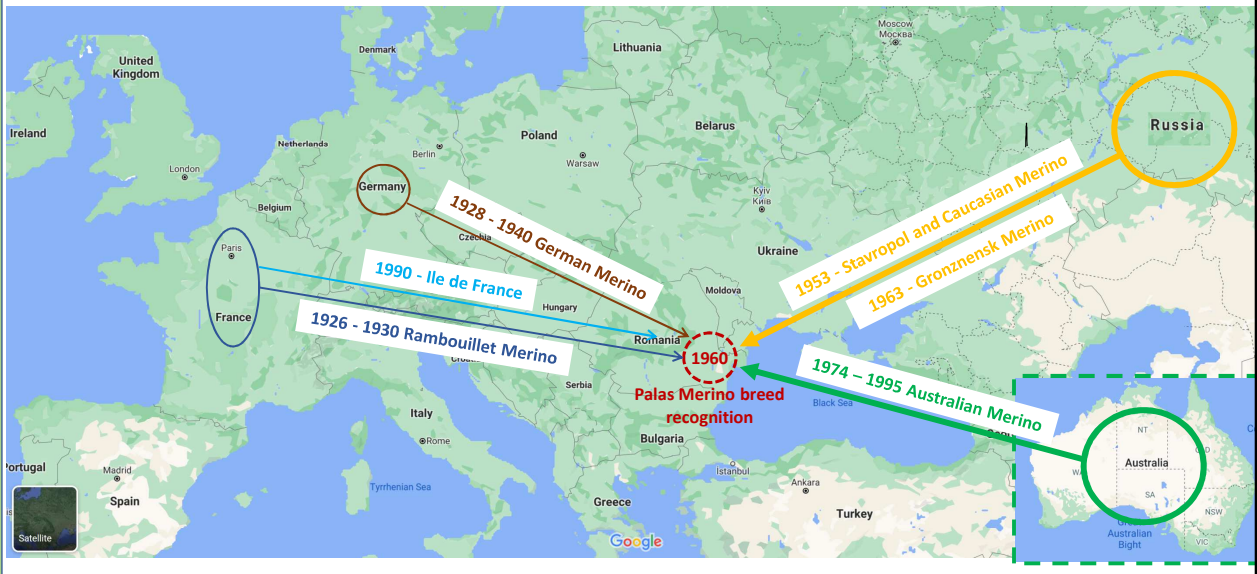 Moscow
Москва
Denmark
Lithuania
United
Kingdom
Russia
Ireland
Poland
Belarus
Netherlands
Berlin
Warsaw
London
Germany
Kyiv
Київ
Belgium
1928 - 1940 German Merino
1953 - Stavropol and Caucasian Merino
Paris
Czechia
Ukraine
1963 - Gronznensk Merino
1990 - Ile de France
Moldova
Hungary
France
1926 - 1930 Rambouillet Merino
Romania
1960
1974 – 1995 Australian Merino
Serbia
Palas Merino breed
recognition
Black Sea
Italy
Rome
Bulgaria
NT
Portugal
Madrid
Istanbul
Australia
Spain
Tyrrhenian Sea
Ankara
SA
Greece
Turkey
NSW
Satellite
Google
Australian
Bight
VIC